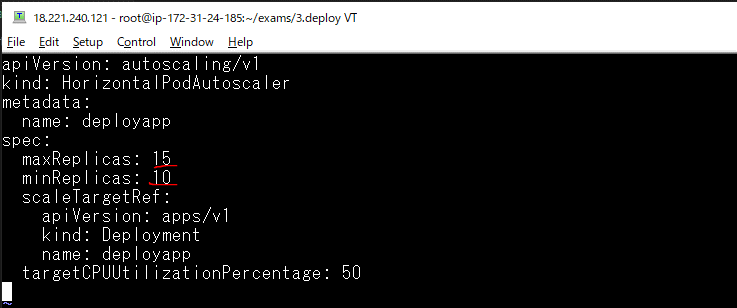 18.221.240.121 - root@ip-172-31-24-185:~/exams/3.deploy VT
File Edit Setup Control Window Help
apiVersion: autoscaling/v1
kind: HorizontalPodAutoscaler
metadata:
  name: deployapp
spec:
  maxReplicas: 15
  minReplicas: 10
  scaleTargetRef:
    apiVersion: apps/v1
    kind: Deployment
    name: deployapp
  targetCPUUtilizationPercentage: 50
~